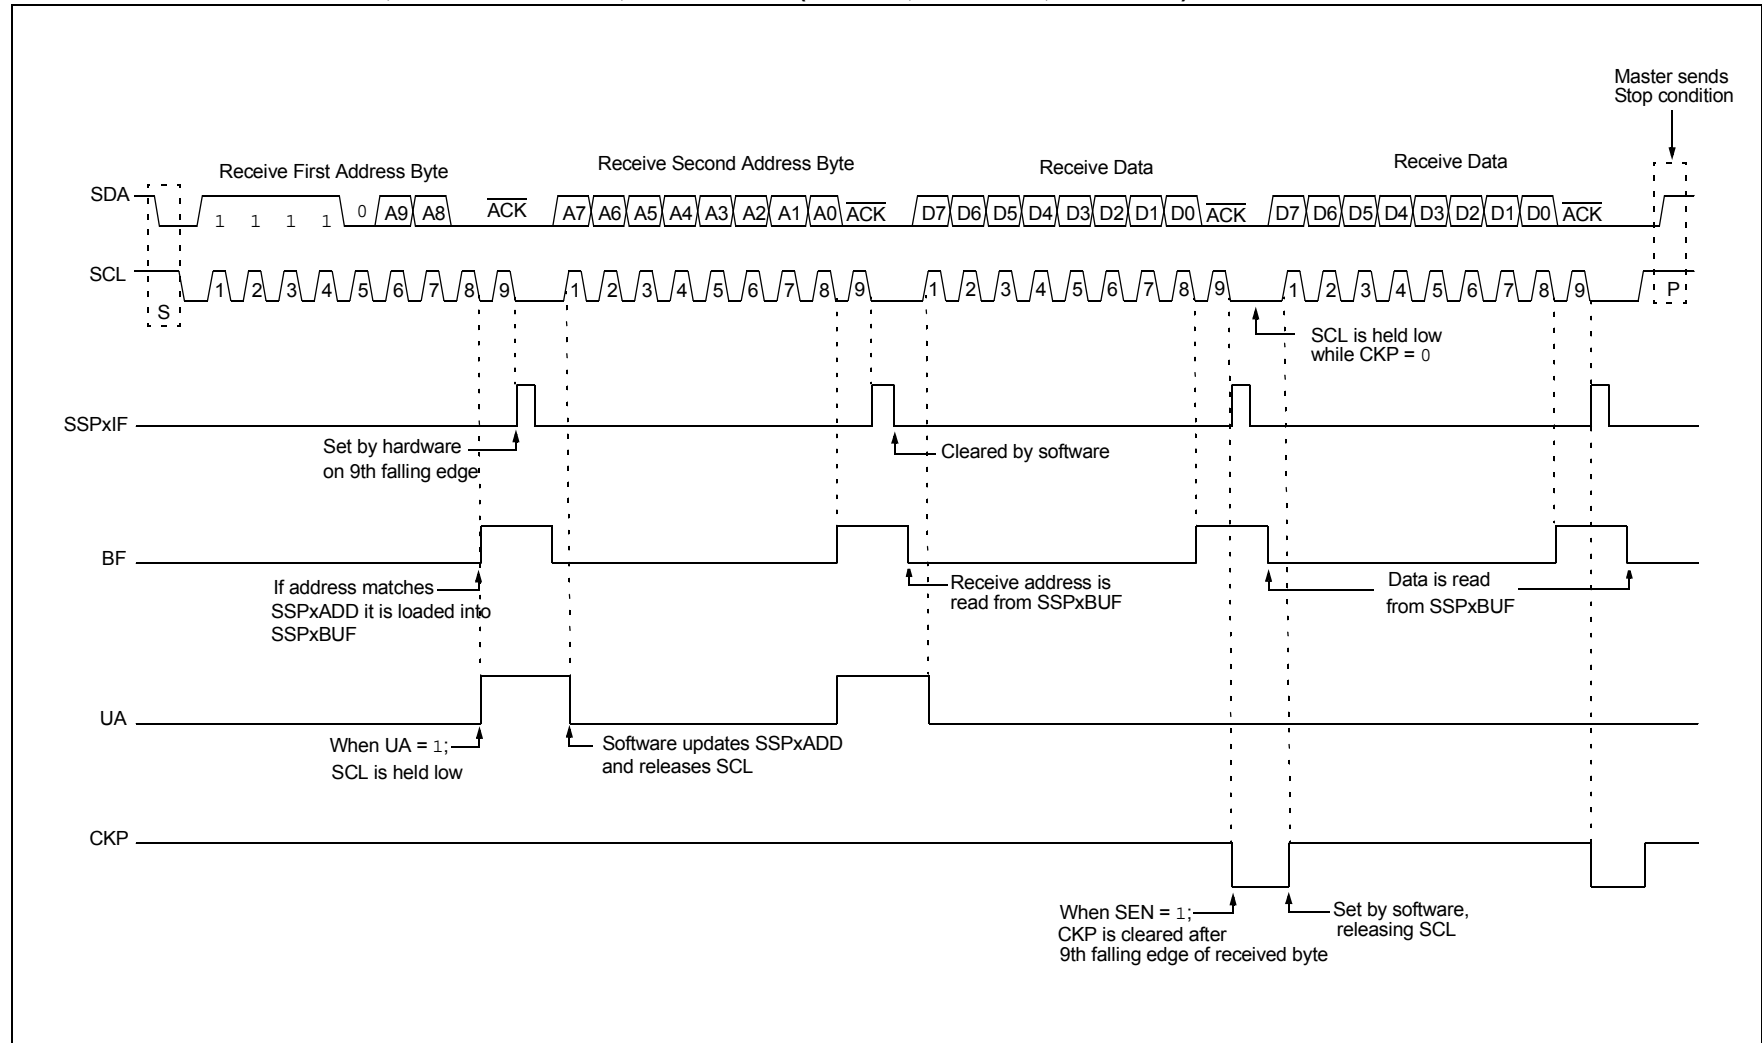 Master sends
Stop condition
Receive First Address Byte
Receive Second Address Byte
Receive Data
Receive Data
SDA
1 1 1 1 0 A9 A8 ACK A7 A6 A5 A4 A3 A2 A1 A0 ACK D7 D6 D5 D4 D3 D2 D1 D0 ACK D7 D6 D5 D4 D3 D2 D1 D0 ACK
SCL
1 2 3 4 5 6 7 8 9 1 2 3 4 5 6 7 8 9 1 2 3 4 5 6 7 8 9 1 2 3 4 5 6 7 8 9 P
S
SCL is held low
while CKP = 0
SSPxIF
Set by hardware
on 9th falling edge
Cleared by software
BF
If address matches
SSPxADD it is loaded into
SSPxBUF
Receive address is
read from SSPxBUF
Data is read
from SSPxBUF
UA
When UA = 1;
SCL is held low
Software updates SSPxADD
and releases SCL
CKP
When SEN = 1;
CKP is cleared after
9th falling edge of received byte
Set by software,
releasing SCL